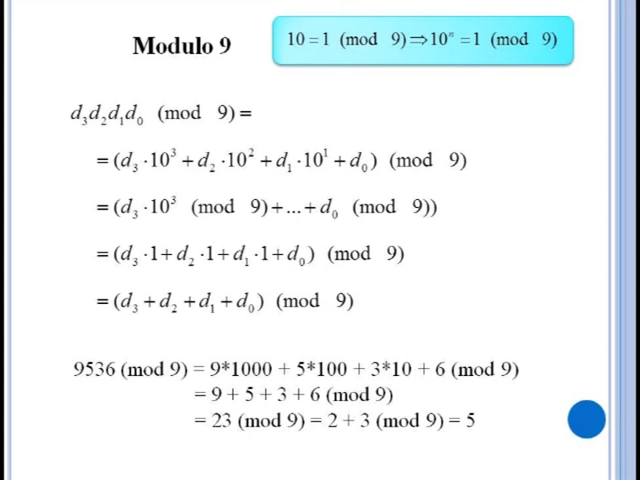 Modulo 9
10 = 1 (mod 9) ⇒ 10ⁿ = 1 (mod 9)
d₃d₂d₁d₀ (mod 9) =
= (d₃ · 10³ + d₂ · 10² + d₁ · 10¹ + d₀) (mod 9)
= (d₃ · 10³ (mod 9) + ... + d₀ (mod 9))
= (d₃ · 1 + d₂ · 1 + d₁ · 1 + d₀) (mod 9)
= (d₃ + d₂ + d₁ + d₀) (mod 9)
9536 (mod 9) = 9*1000 + 5*100 + 3*10 + 6 (mod 9)
= 9 + 5 + 3 + 6 (mod 9)
= 23 (mod 9) = 2 + 3 (mod 9) = 5